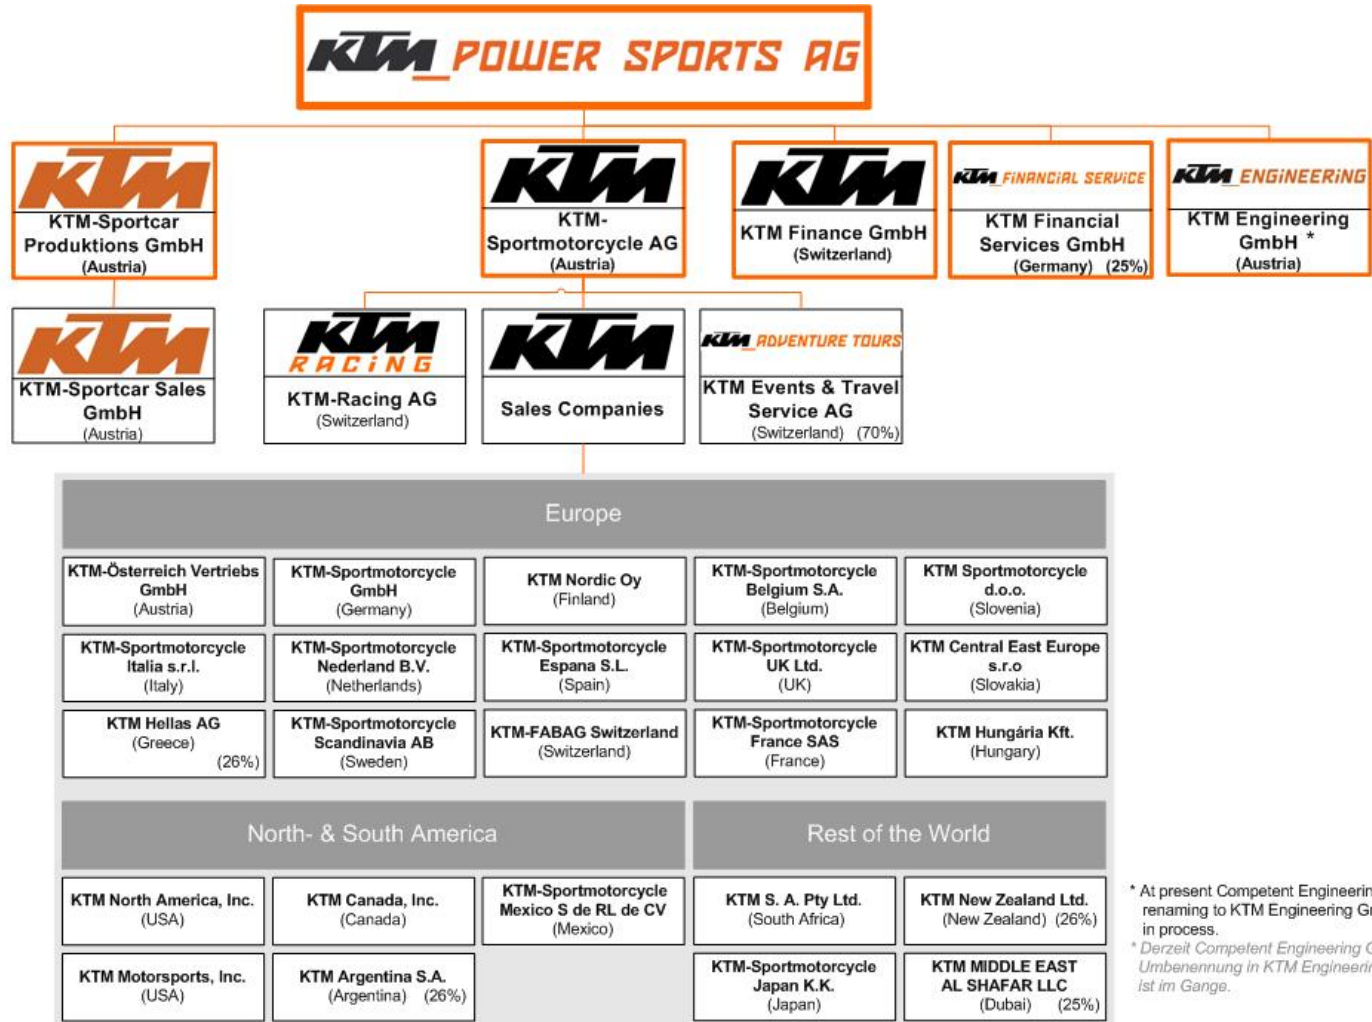 KTM_POWER SPORTS AG
KTM
KTM-Sportcar
Produktions GmbH
(Austria)
KTM
KTM-
Sportmotorcycle AG
(Austria)
KTM
KTM Finance GmbH
(Switzerland)
KTM_FINANCIAL SERVICE
KTM Financial
Services GmbH
(Germany) (25%)
KTM_ENGINEERING
KTM Engineering
GmbH *
(Austria)
KTM
KTM-Sportcar Sales
GmbH
(Austria)
KTM
RACING
KTM-Racing AG
(Switzerland)
KTM
Sales Companies
KTM_ADVENTURE TOURS
KTM Events & Travel
Service AG
(Switzerland) (70%)
Europe
KTM-Österreich Vertriebs
GmbH
(Austria)
KTM-Sportmotorcycle
GmbH
(Germany)
KTM Nordic Oy
(Finland)
KTM-Sportmotorcycle
Belgium S.A.
(Belgium)
KTM Sportmotorcycle
d.o.o.
(Slovenia)
KTM-Sportmotorcycle
Italia s.r.l.
(Italy)
KTM-Sportmotorcycle
Nederland B.V.
(Netherlands)
KTM-Sportmotorcycle
Espana S.L.
(Spain)
KTM-Sportmotorcycle
UK Ltd.
(UK)
KTM Central East Europe
s.r.o
(Slovakia)
KTM Hellas AG
(Greece)
(26%)
KTM-Sportmotorcycle
Scandinavia AB
(Sweden)
KTM-FABAG Switzerland
(Switzerland)
KTM-Sportmotorcycle
France SAS
(France)
KTM Hungária Kft.
(Hungary)
North- & South America
KTM North America, Inc.
(USA)
KTM Canada, Inc.
(Canada)
KTM-Sportmotorcycle
Mexico S de RL de CV
(Mexico)
KTM Motorsports, Inc.
(USA)
KTM Argentina S.A.
(Argentina) (26%)
Rest of the World
KTM S. A. Pty Ltd.
(South Africa)
KTM New Zealand Ltd.
(New Zealand) (26%)
KTM-Sportmotorcycle
Japan K.K.
(Japan)
KTM MIDDLE EAST
AL SHAFAR LLC
(Dubai) (25%)
* At present Competent Engineerin
renaming to KTM Engineering G
in process.
* Derzeit Competent Engineering G
Umbenennung in KTM Engineerin
ist im Gange.